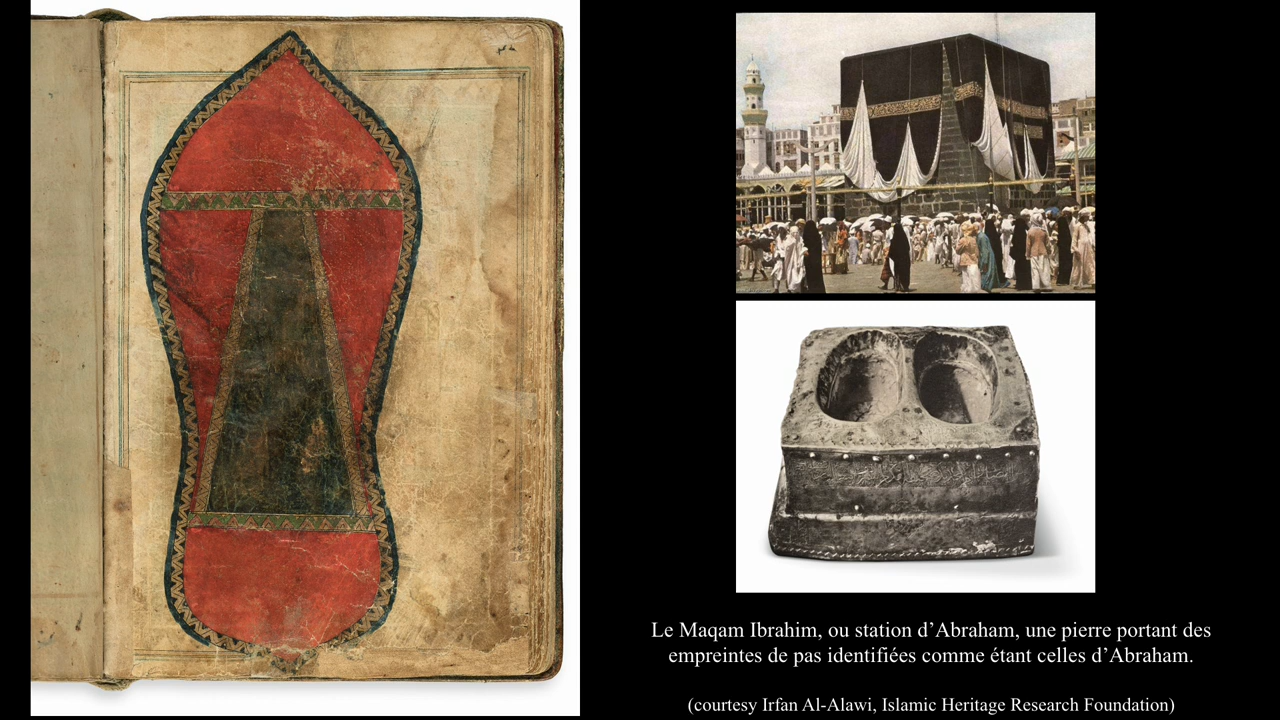 Le Maqam Ibrahim, ou station d’Abraham, une pierre portant des
empreintes de pas identifiées comme étant celles d’Abraham.
(courtesy Irfan Al-Alawi, Islamic Heritage Research Foundation)